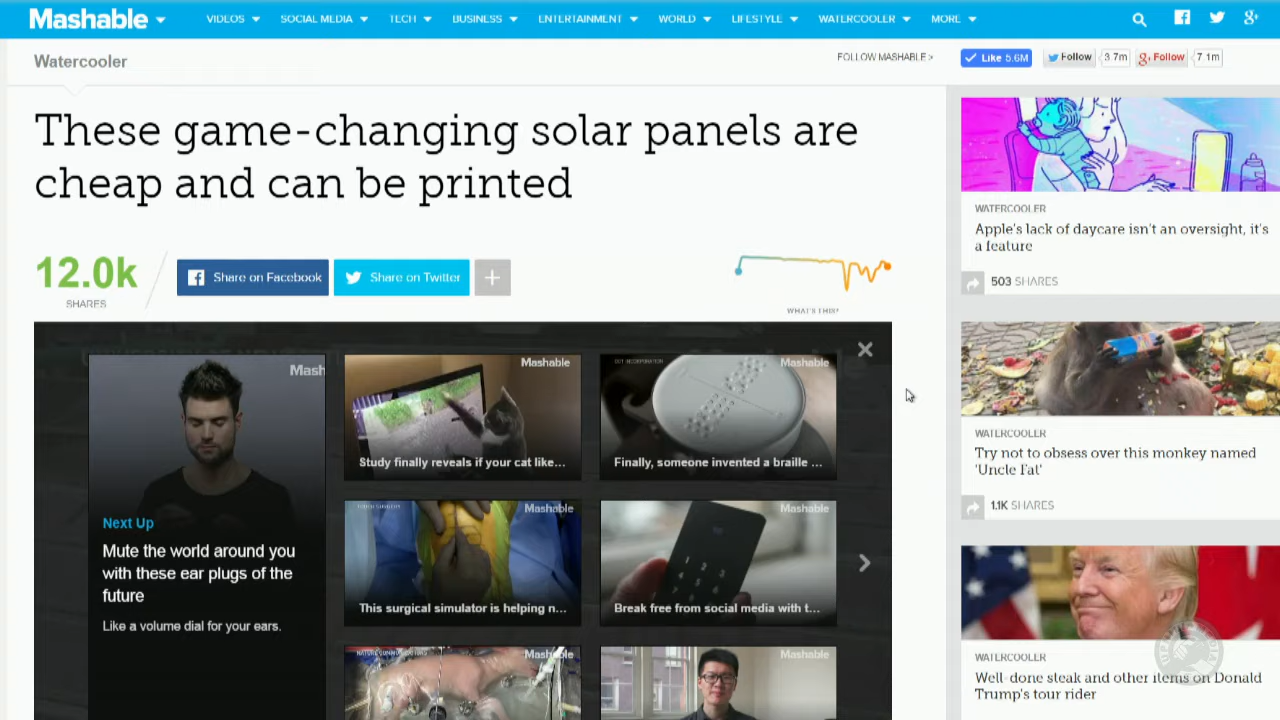 Mashable
VIDEOS
SOCIAL MEDIA
TECH
BUSINESS
ENTERTAINMENT
WORLD
LIFESTYLE
WATERCOOLER
MORE
Watercooler
FOLLOW MASHABLE >
Like 5.6M
Follow
3.7m
Follow
7.1m
These game-changing solar panels are
cheap and can be printed
12.0k
SHARES
Share on Facebook
Share on Twitter
+
WHAT'S THIS?
Mash
Next Up
Mute the world around you
with these ear plugs of the
future
Like a volume dial for your ears.
Mashable
Study finally reveals if your cat like...
Mashable
Finally, someone invented a braille ...
Mashable
This surgical simulator is helping n...
Mashable
Break free from social media with t...
Mashable
Mashable
WATERCOOLER
Apple's lack of daycare isn't an oversight, it's
a feature
503 SHARES
WATERCOOLER
Try not to obsess over this monkey named
'Uncle Fat'
1.1K SHARES
WATERCOOLER
Well-done steak and other items on Donald
Trump's tour rider